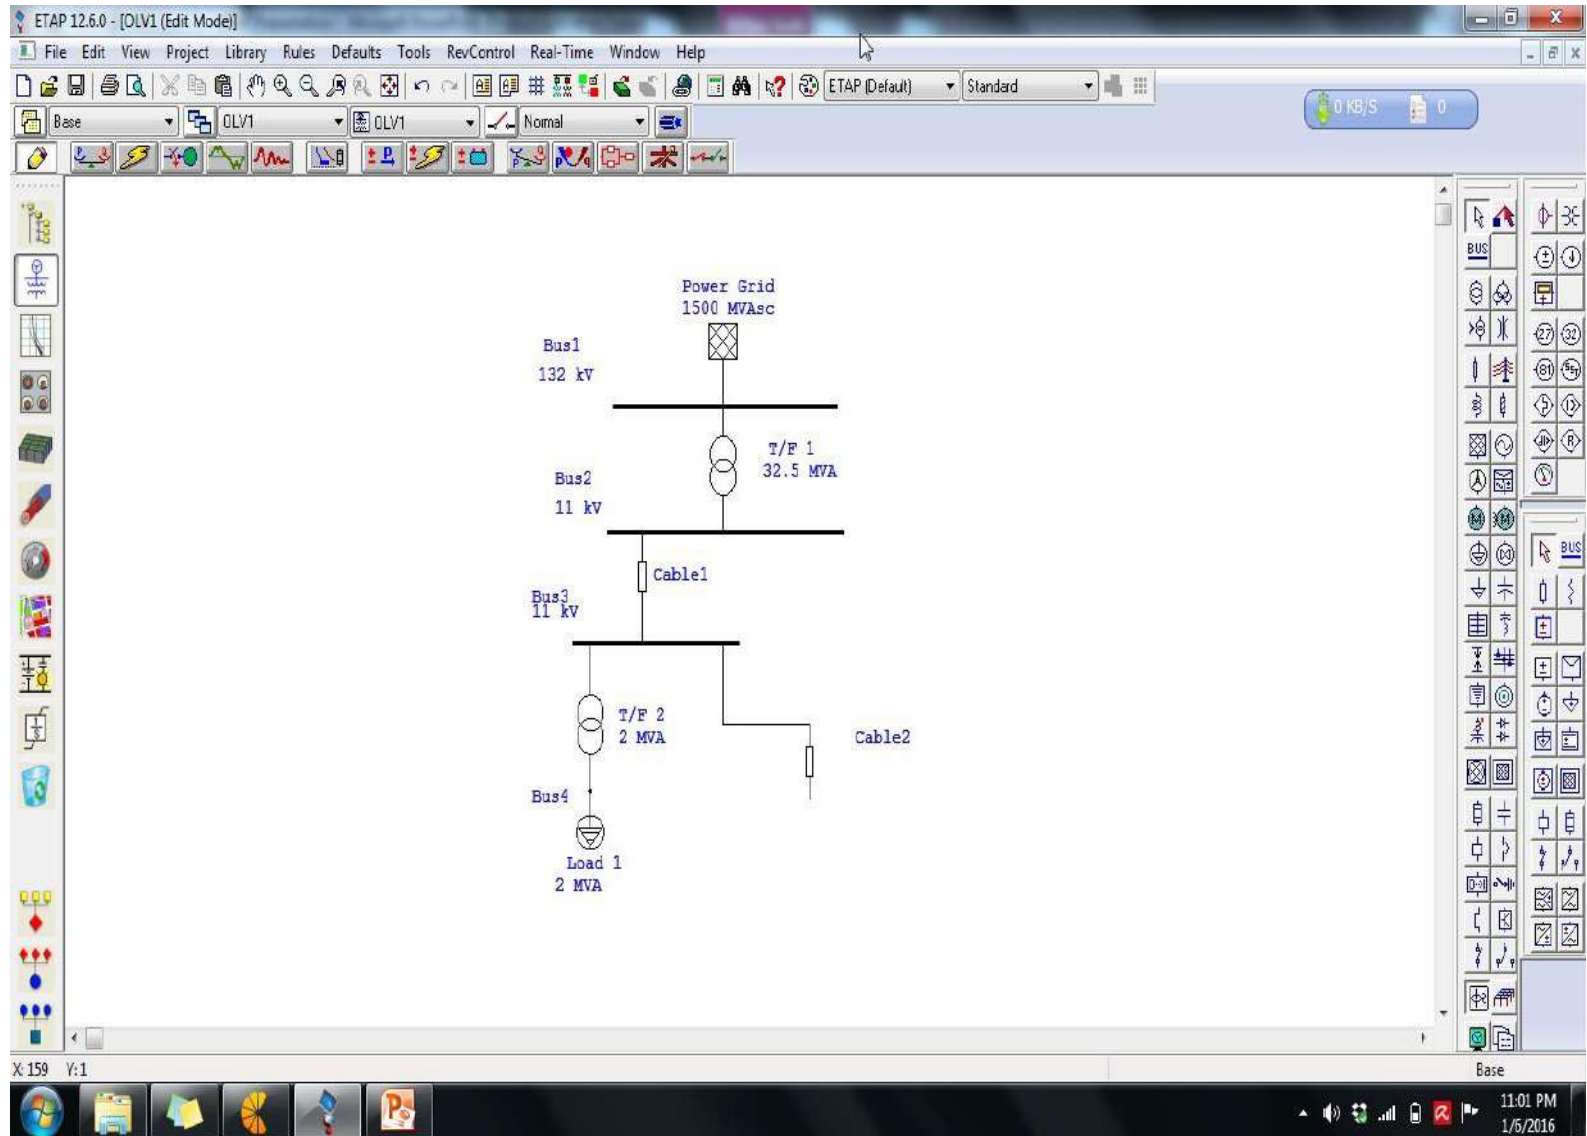 ETAP 12.6.0 - [OLV1 (Edit Mode)]
File Edit View Project Library Rules Defaults Tools RevControl Real-Time Window Help
ETAP (Default) Standard
0 KB/S 0
Base OLV1 OLV1 Normal
Power Grid
1500 MVAsc
Bus1
132 kV
T/F 1
32.5 MVA
Bus2
11 kV
Cable1
Bus3
11 kV
T/F 2
2 MVA
Cable2
Bus4
Load 1
2 MVA
BUS
27 32
81
BUS
X: 159 Y:1
Base
11:01 PM
1/6/2016